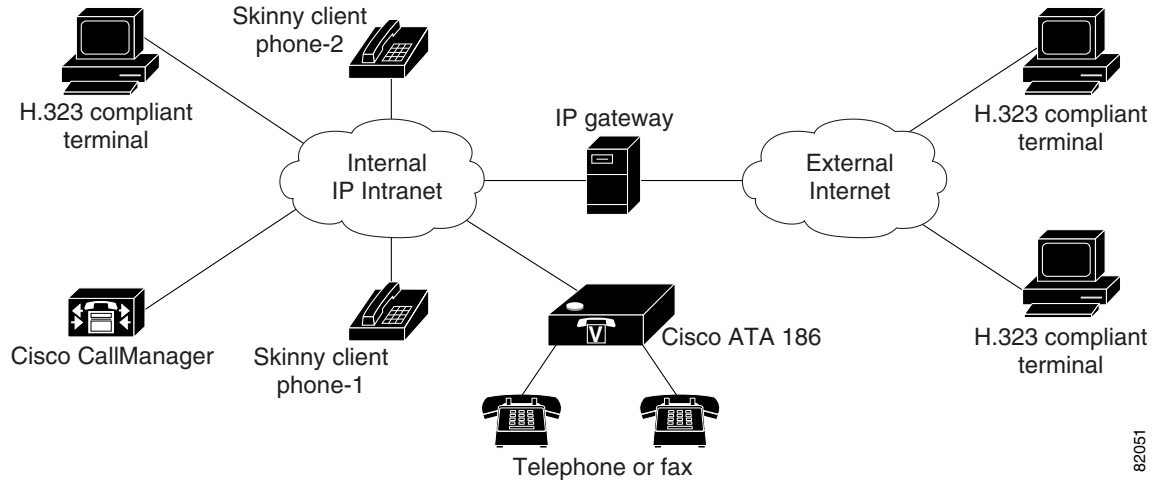 Skinny client
phone-2
H.323 compliant
terminal
IP gateway
H.323 compliant
terminal
Internal
IP Intranet
External
Internet
Cisco CallManager
Skinny client
phone-1
V
Cisco ATA 186
H.323 compliant
terminal
Telephone or fax
82051